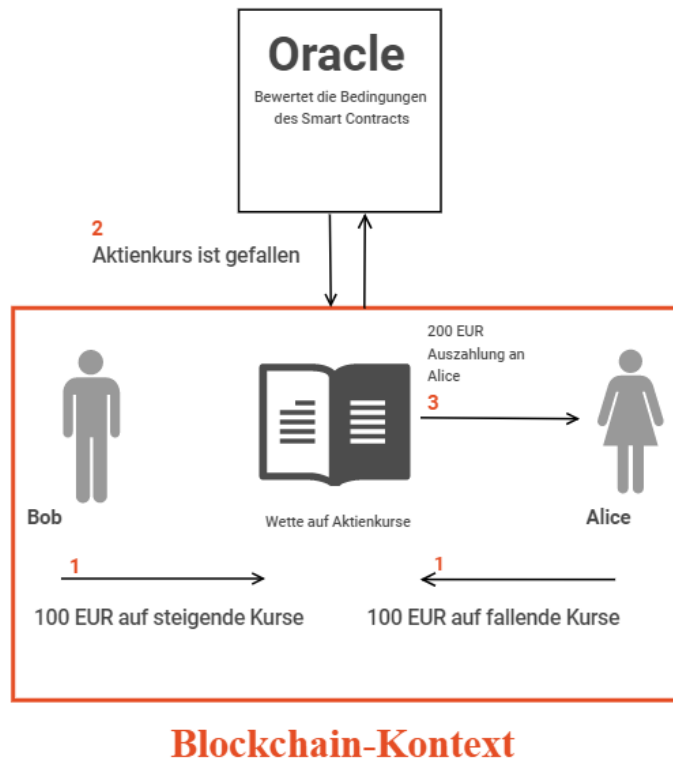 Oracle
Bewertet die Bedingungen
des Smart Contracts
2
Aktienkurs ist gefallen
200 EUR
Auszahlung an
Alice
3
Bob
Wette auf Aktienkurse
Alice
1
100 EUR auf steigende Kurse
1
100 EUR auf fallende Kurse
Blockchain-Kontext